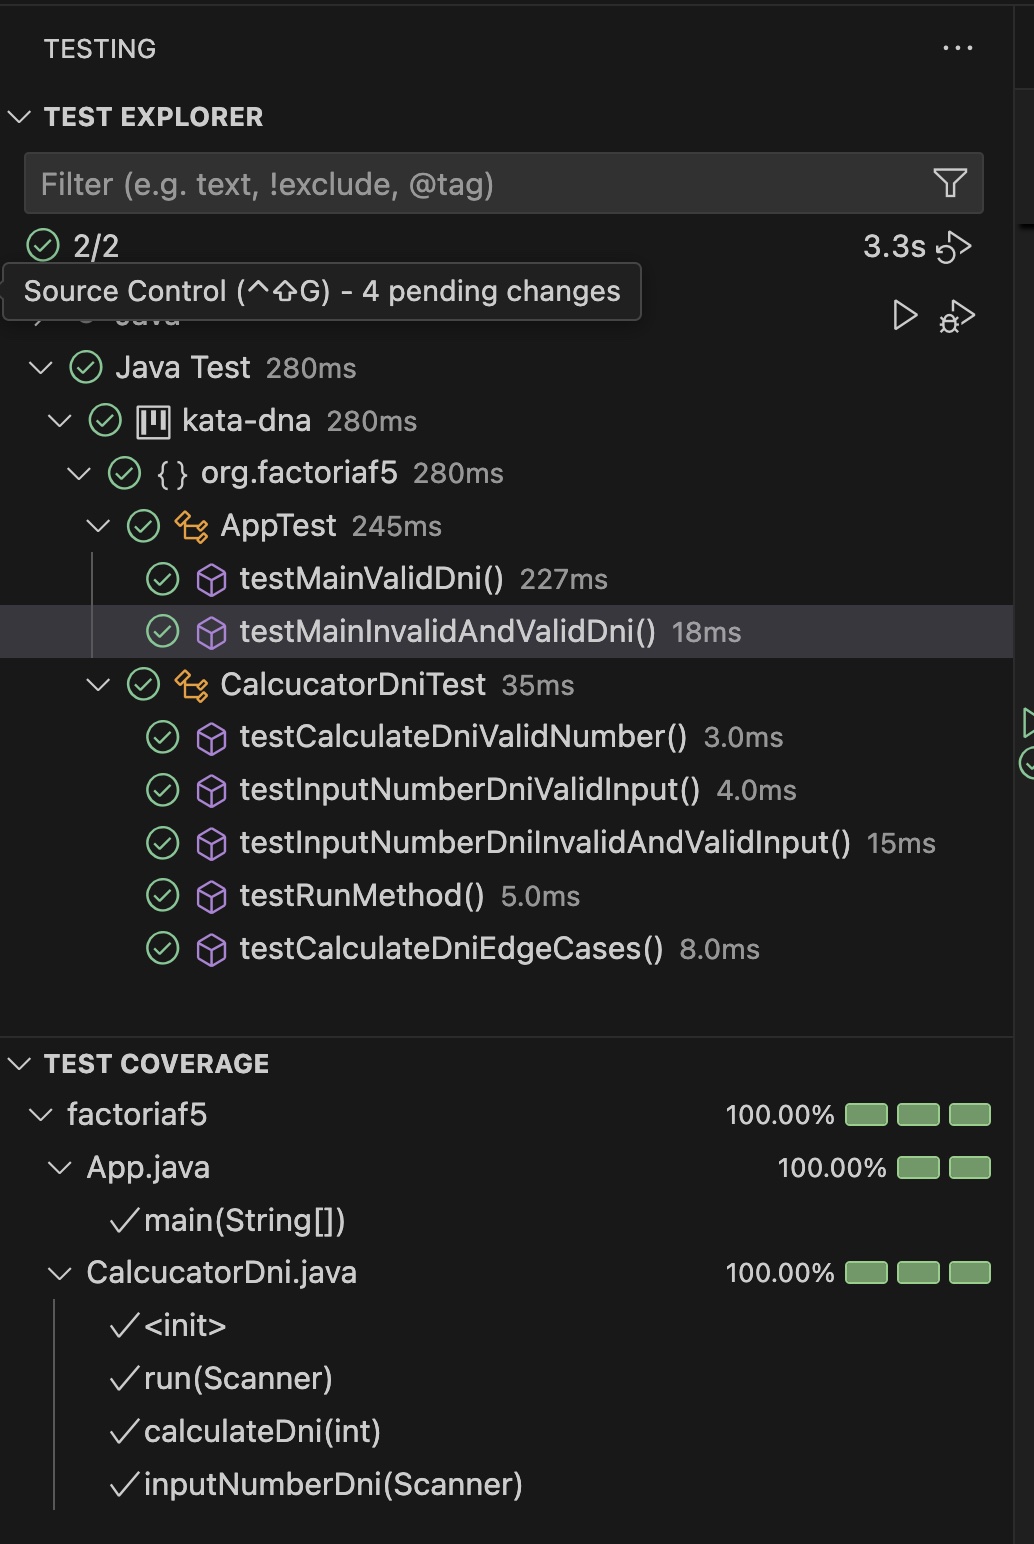 TESTING
TEST EXPLORER
Filter (e.g. text, !exclude, @tag)
2/2 3.3s
Source Control (^⇧G) - 4 pending changes
Java
Java Test 280ms
kata-dna 280ms
{} org.factoriaf5 280ms
AppTest 245ms
testMainValidDni() 227ms
testMainInvalidAndValidDni() 18ms
CalcucatorDniTest 35ms
testCalculateDniValidNumber() 3.0ms
testInputNumberDniValidInput() 4.0ms
testInputNumberDniInvalidAndValidInput() 15ms
testRunMethod() 5.0ms
testCalculateDniEdgeCases() 8.0ms
TEST COVERAGE
factoriaf5 100.00%
App.java 100.00%
main(String[])
CalcucatorDni.java 100.00%
<init>
run(Scanner)
calculateDni(int)
inputNumberDni(Scanner)